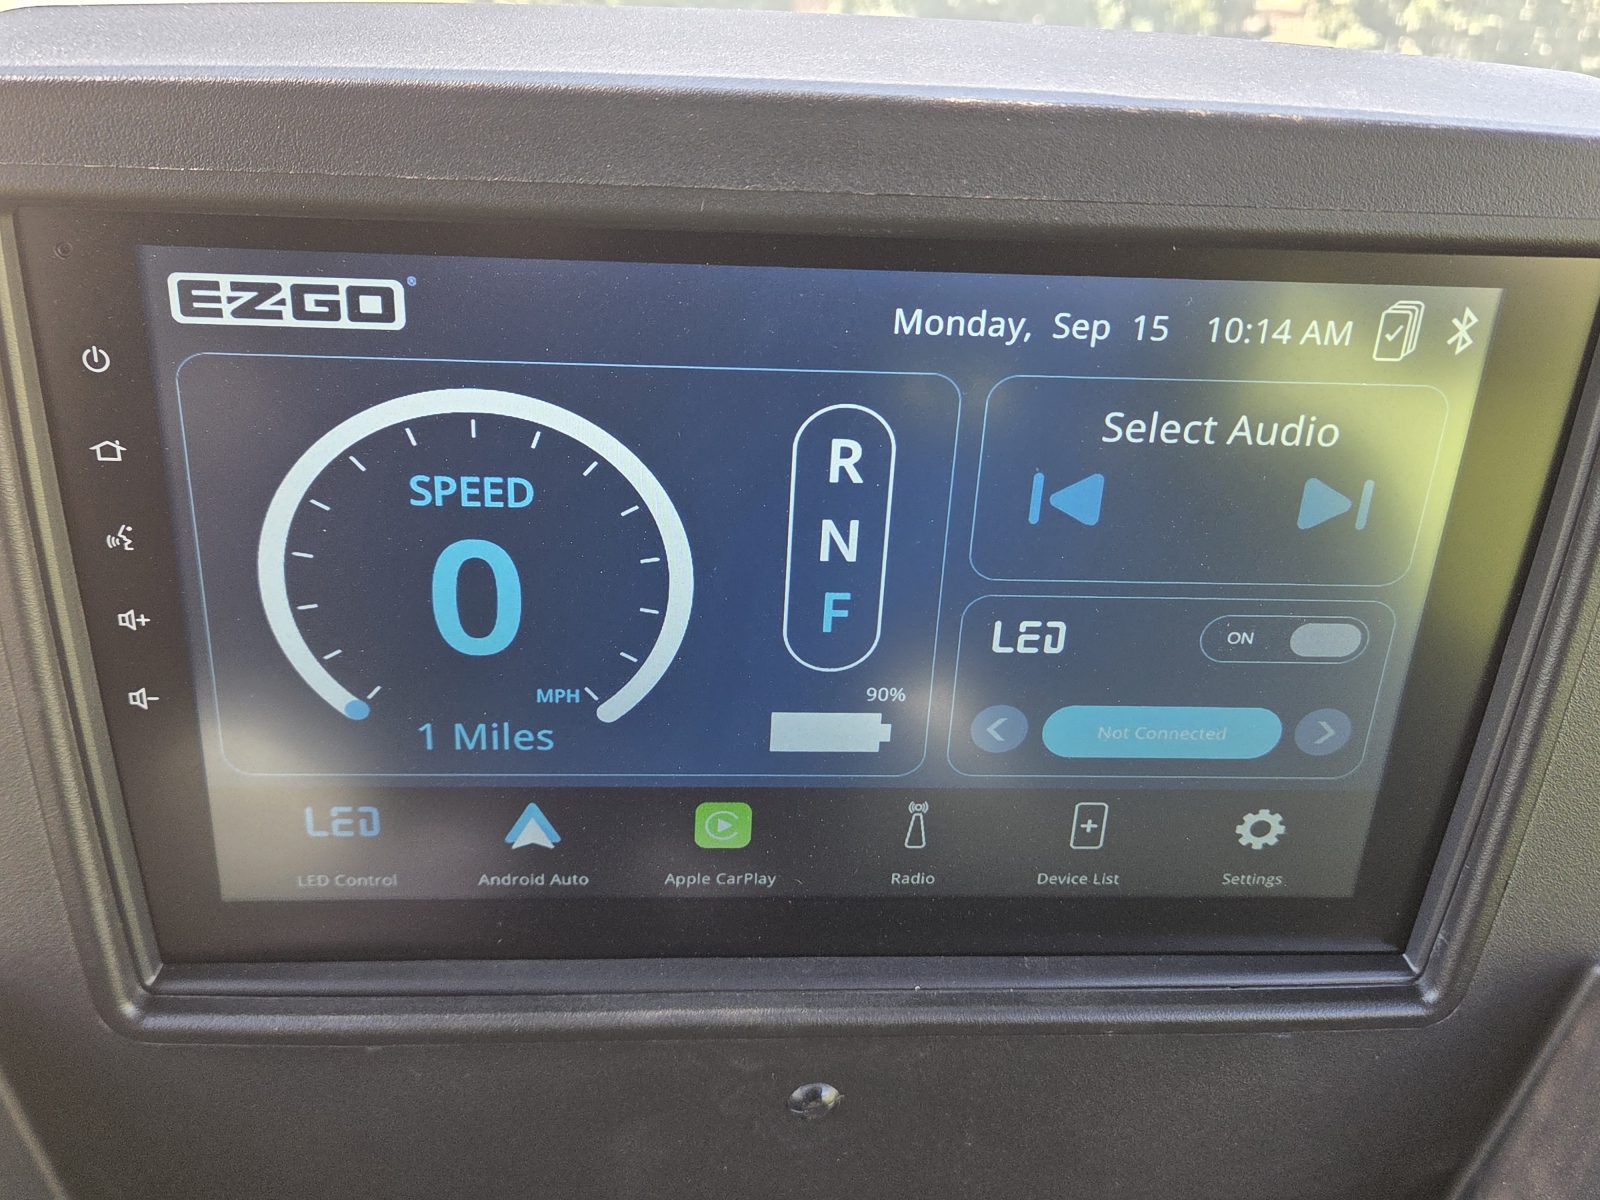 EZGO®
Monday, Sep 15 10:14 AM
SPEED
0
MPH
1 Miles
R
N
F
90%
Select Audio
LED
ON
Not Connected
LED
LED Control
Android Auto
Apple CarPlay
Radio
Device List
Settings